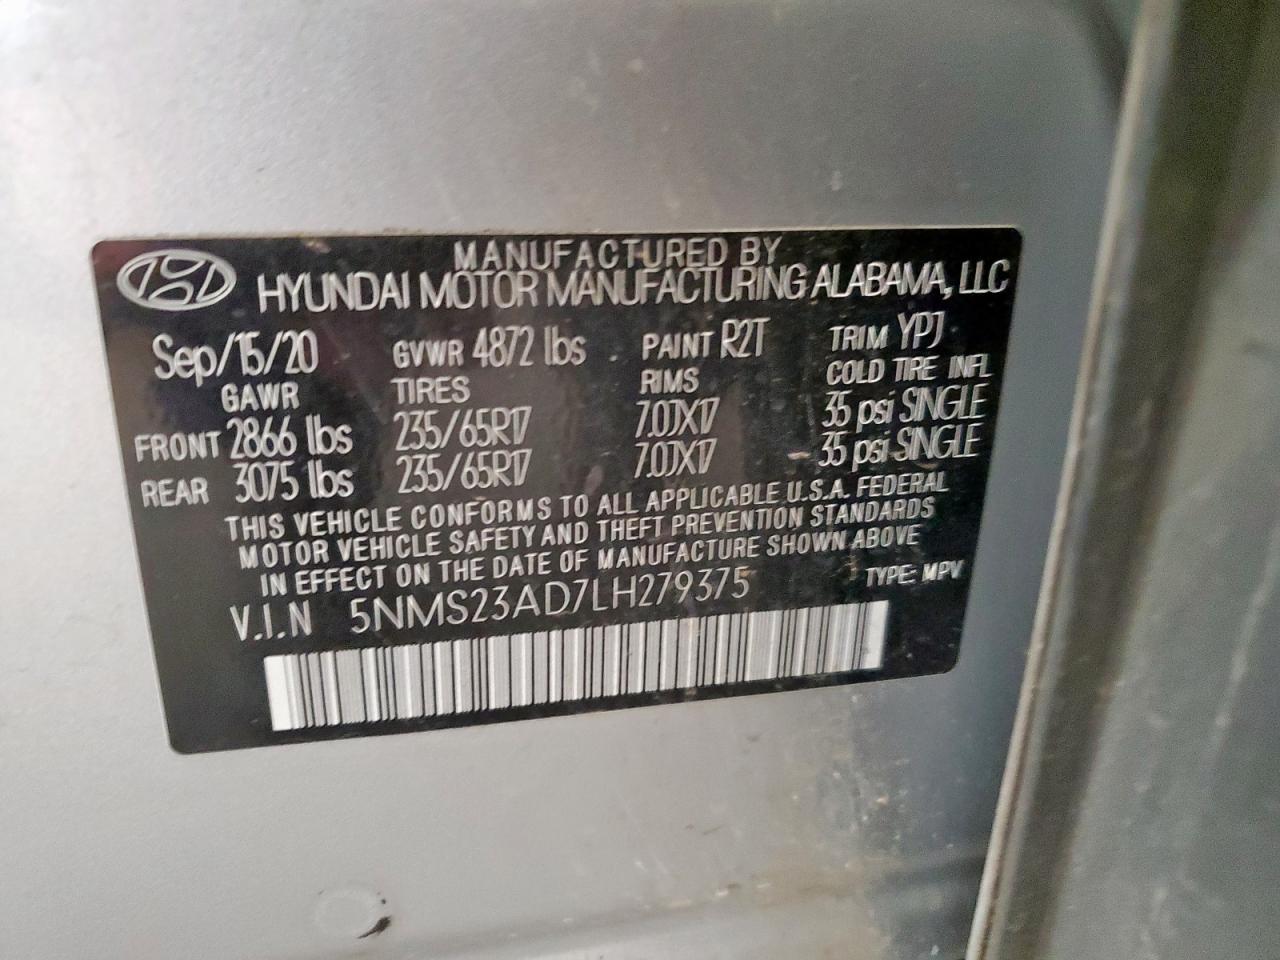 MANUFACTURED BY
HYUNDAI MOTOR MANUFACTURING ALABAMA, LLC
Sep/15/20 GVWR 4872 lbs PAINT R2T TRIM YPJ
GAWR TIRES RIMS COLD TIRE INFL
FRONT 2866 lbs 235/65R17 7.0JX17 35 psi SINGLE
REAR 3075 lbs 235/65R17 7.0JX17 35 psi SINGLE
THIS VEHICLE CONFORMS TO ALL APPLICABLE U.S.A. FEDERAL
MOTOR VEHICLE SAFETY AND THEFT PREVENTION STANDARDS
IN EFFECT ON THE DATE OF MANUFACTURE SHOWN ABOVE
V.I.N 5NMS23AD7LH279375 TYPE: MPV